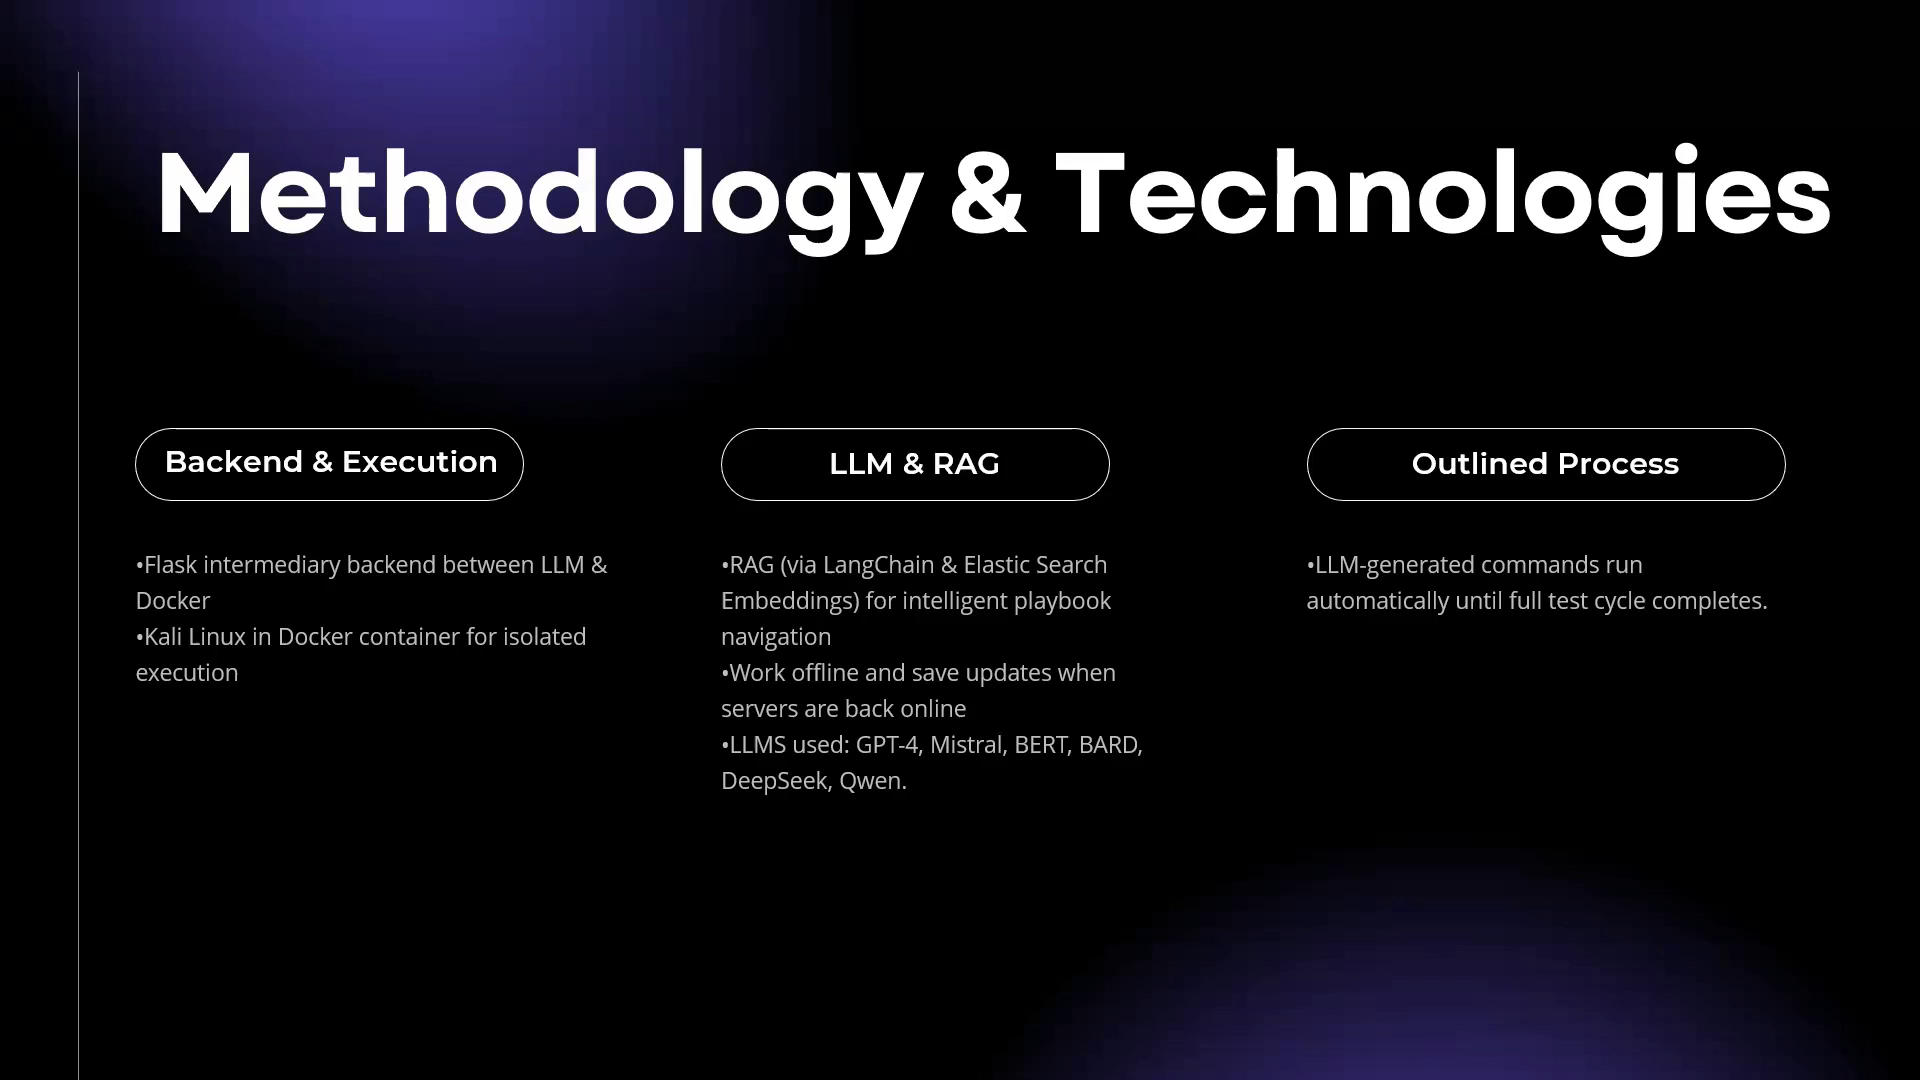 Methodology & Technologies
Backend & Execution
•Flask intermediary backend between LLM &
Docker
•Kali Linux in Docker container for isolated
execution
LLM & RAG
•RAG (via LangChain & Elastic Search
Embeddings) for intelligent playbook
navigation
•Work offline and save updates when
servers are back online
•LLMS used: GPT-4, Mistral, BERT, BARD,
DeepSeek, Qwen.
Outlined Process
•LLM-generated commands run
automatically until full test cycle completes.